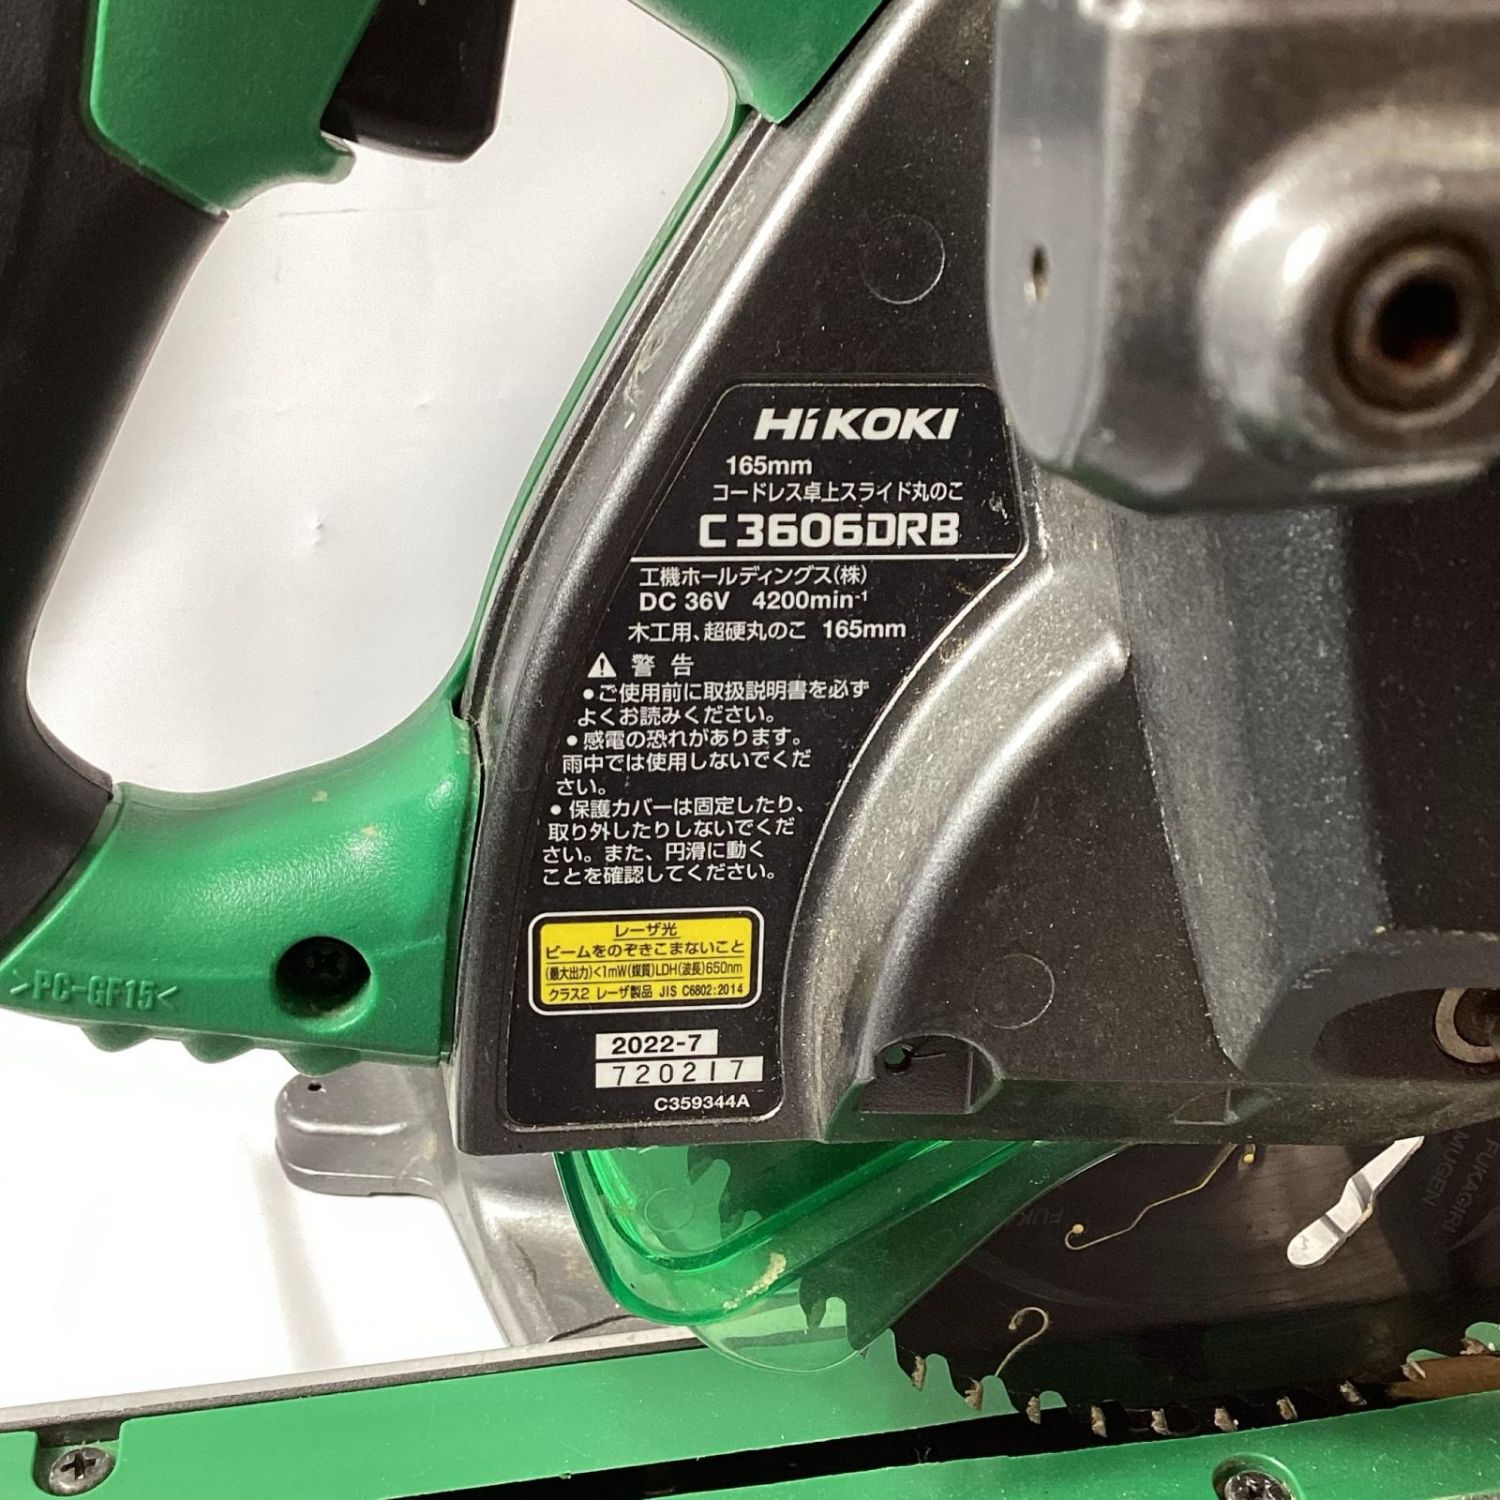 HiKOKI
165mm
コードレス卓上スライド丸のこ
C3606DRB
工機ホールディングス(株)
DC 36V 4200min⁻¹
木工用、超硬丸のこ 165mm
⚠ 警告
●ご使用前に取扱説明書を必ず
よくお読みください。
●感電の恐れがあります。
雨中では使用しないでくだ
さい。
●保護カバーは固定したり、
取り外したりしないでくだ
さい。また、円滑に動く
ことを確認してください。
レーザ光
ビームをのぞきこまないこと
(最大出力)<1mW(媒質)LDH(波長)650nm
クラス2 レーザ製品 JIS C6802:2014
2022-7
720217
C359344A
>PC-GF15<
FUKAGIRI
MUGEN